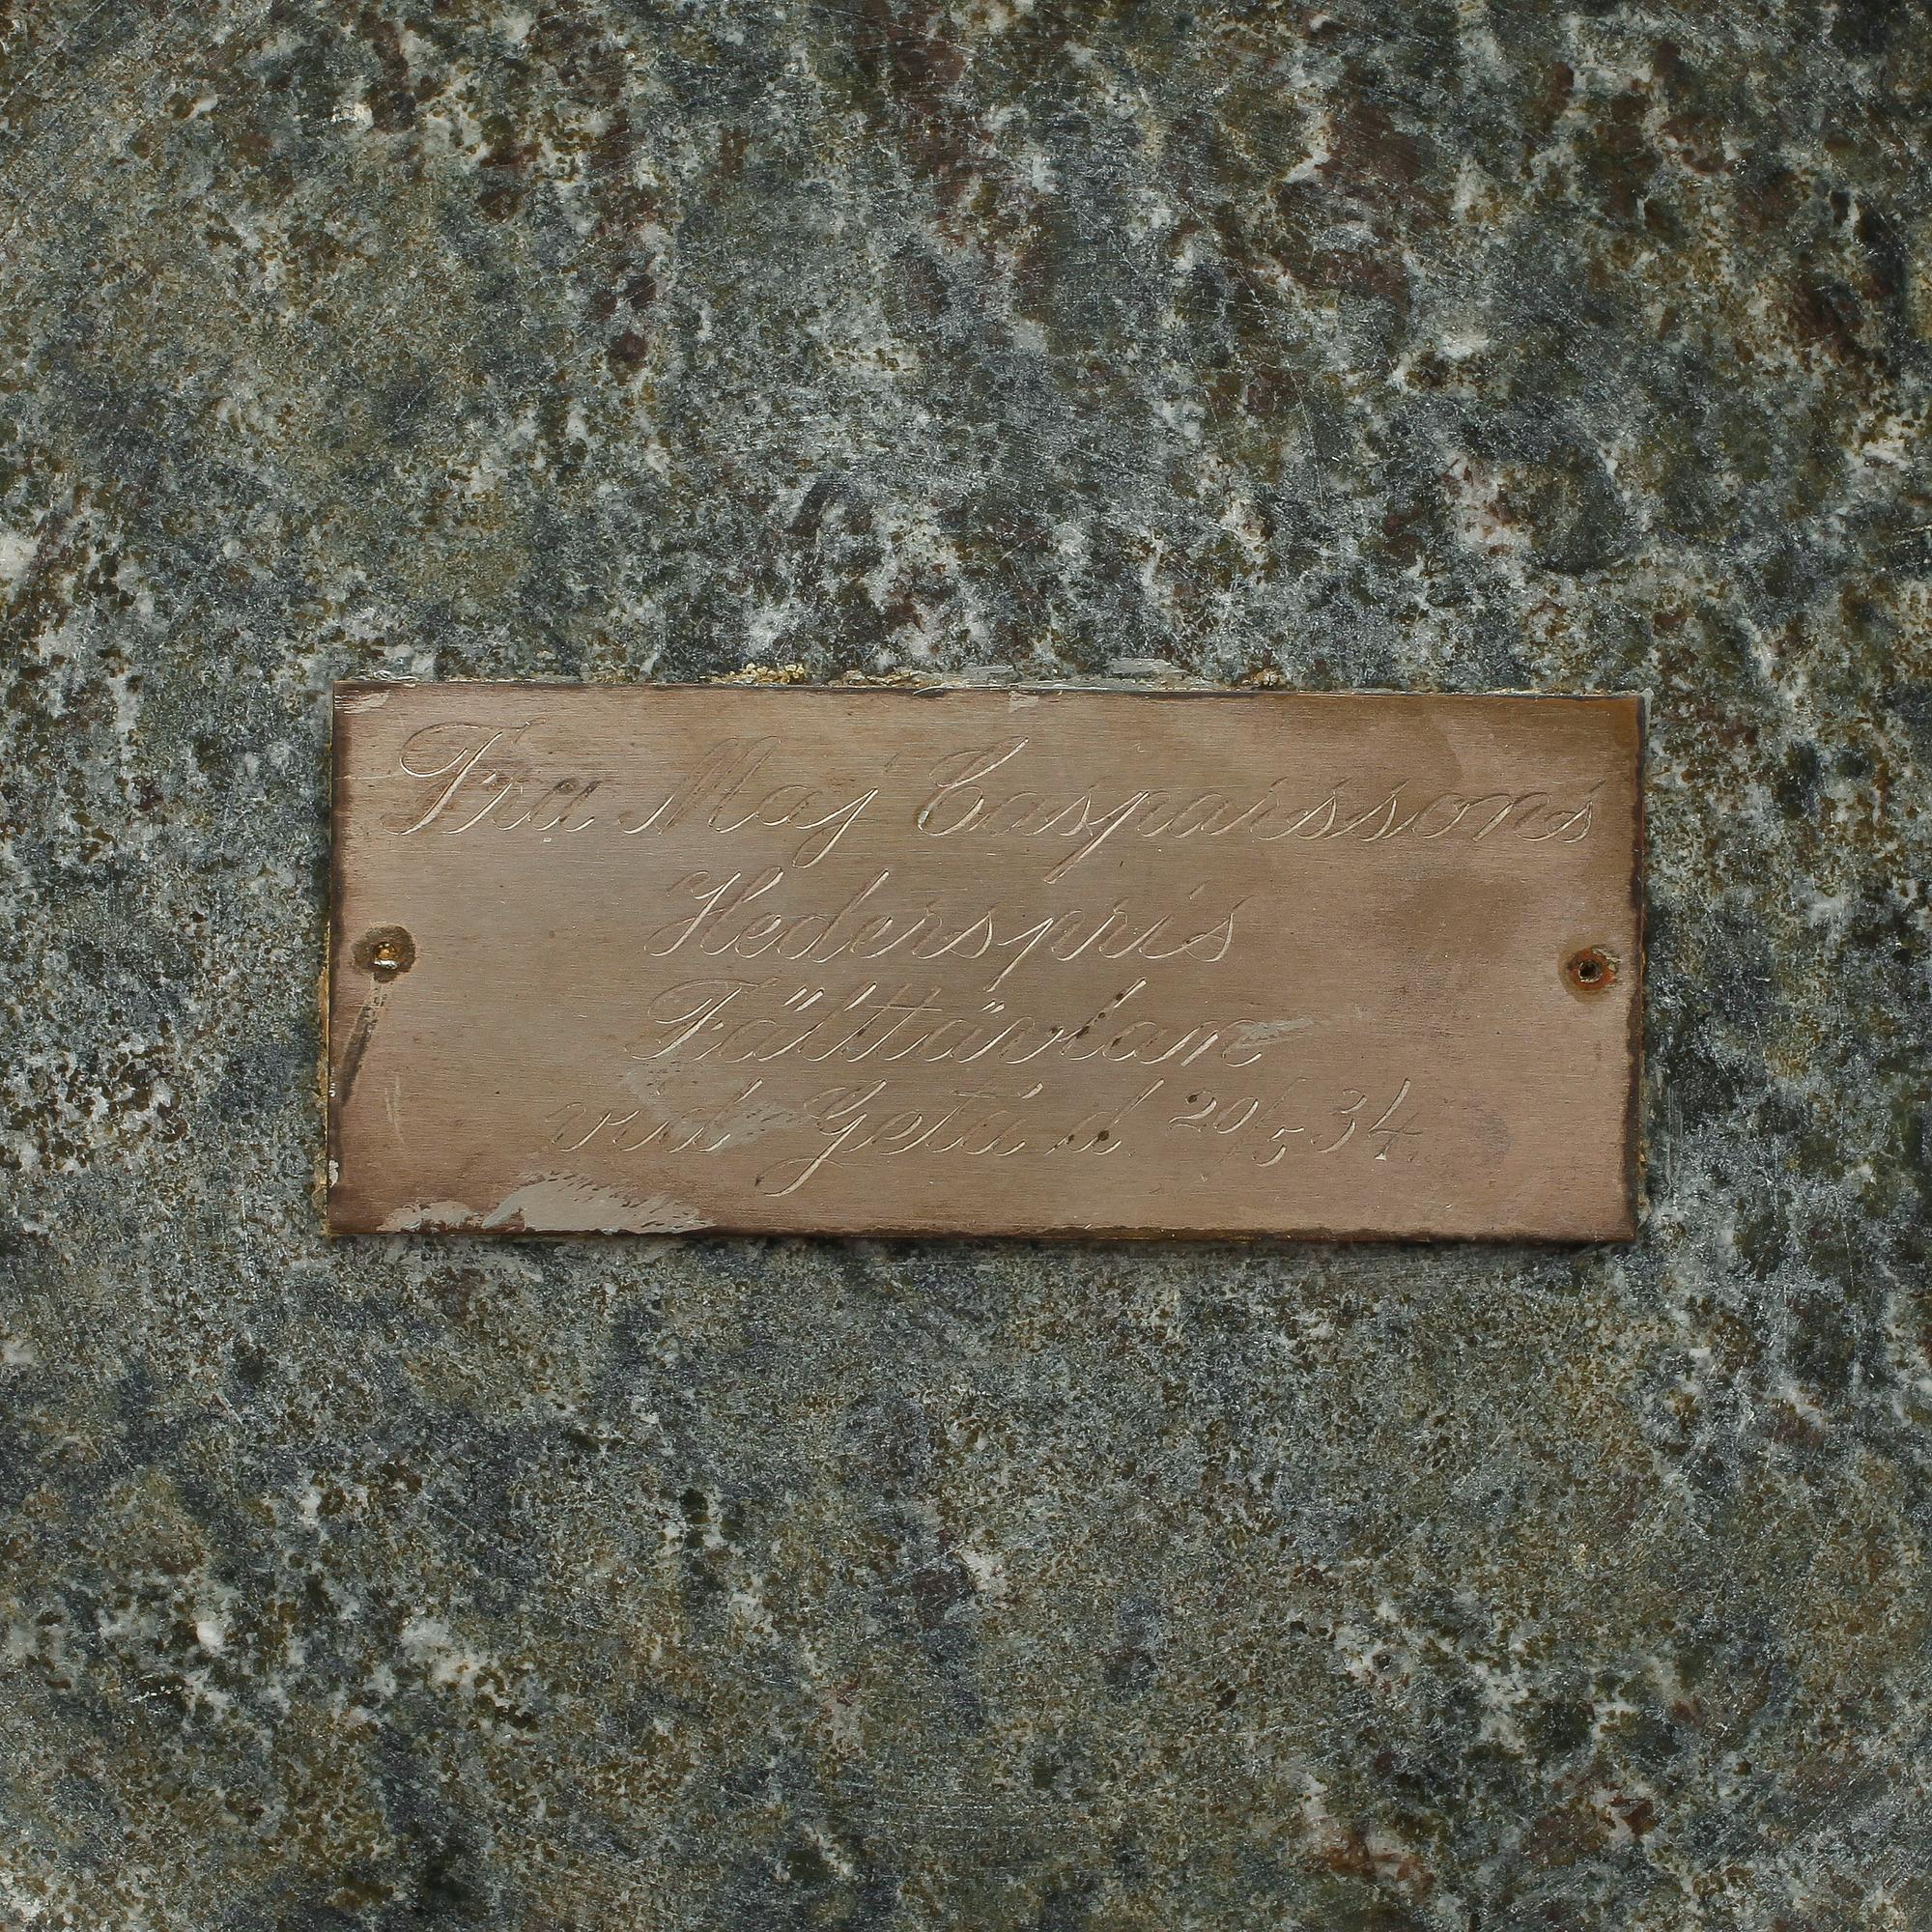 Fru Maj Casparssons
Hederspris
Fälttävlan
vid Getå d. 20/5 34.